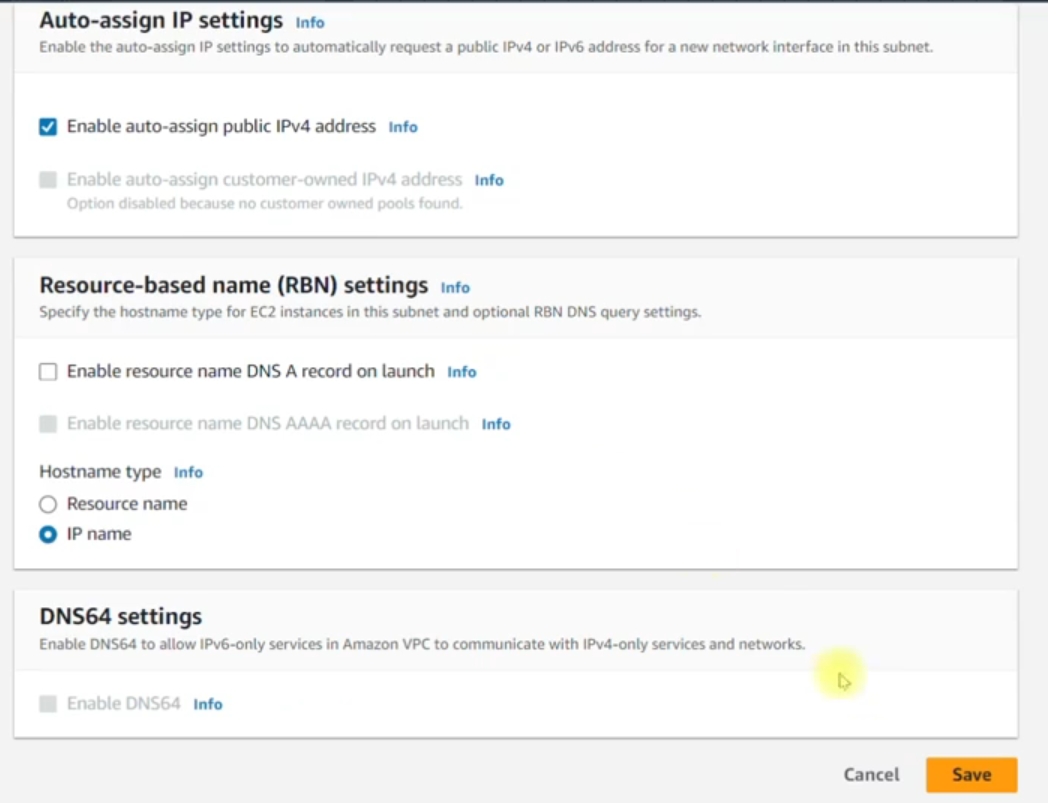 Auto-assign IP settings Info
Enable the auto-assign IP settings to automatically request a public IPv4 or IPv6 address for a new network interface in this subnet.
Enable auto-assign public IPv4 address Info
Enable auto-assign customer-owned IPv4 address Info
Option disabled because no customer owned pools found.
Resource-based name (RBN) settings Info
Specify the hostname type for EC2 instances in this subnet and optional RBN DNS query settings.
Enable resource name DNS A record on launch Info
Enable resource name DNS AAAA record on launch Info
Hostname type Info
Resource name
IP name
DNS64 settings
Enable DNS64 to allow IPv6-only services in Amazon VPC to communicate with IPv4-only services and networks.
Enable DNS64 Info
Cancel Save